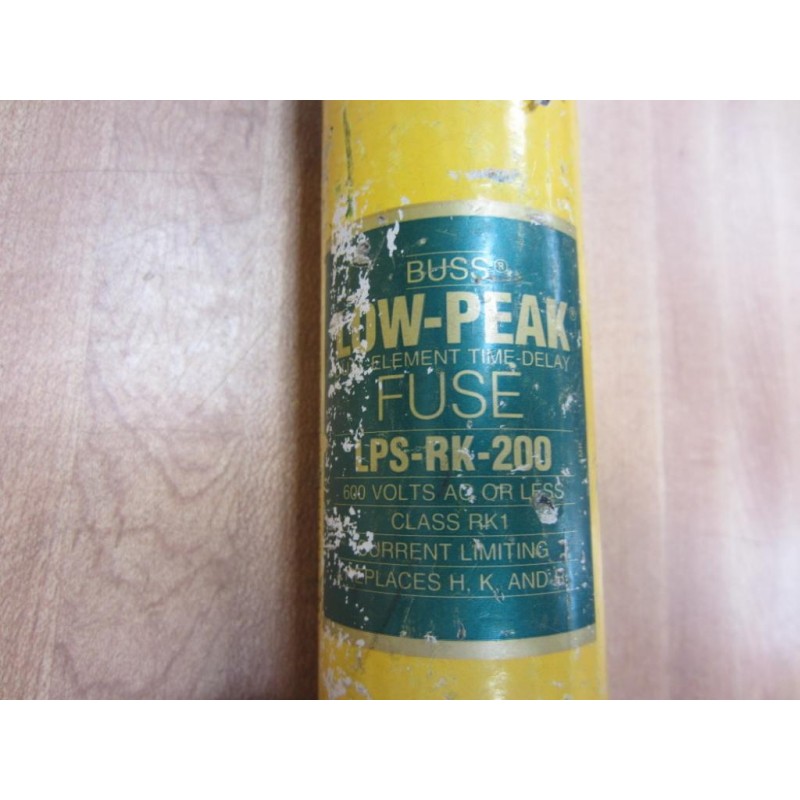 BUSS®
LOW-PEAK®
ELEMENT TIME-DELAY
FUSE
LPS-RK-200
600 VOLTS AC OR LESS
CLASS RK1
CURRENT LIMITING
REPLACES H, K, AND